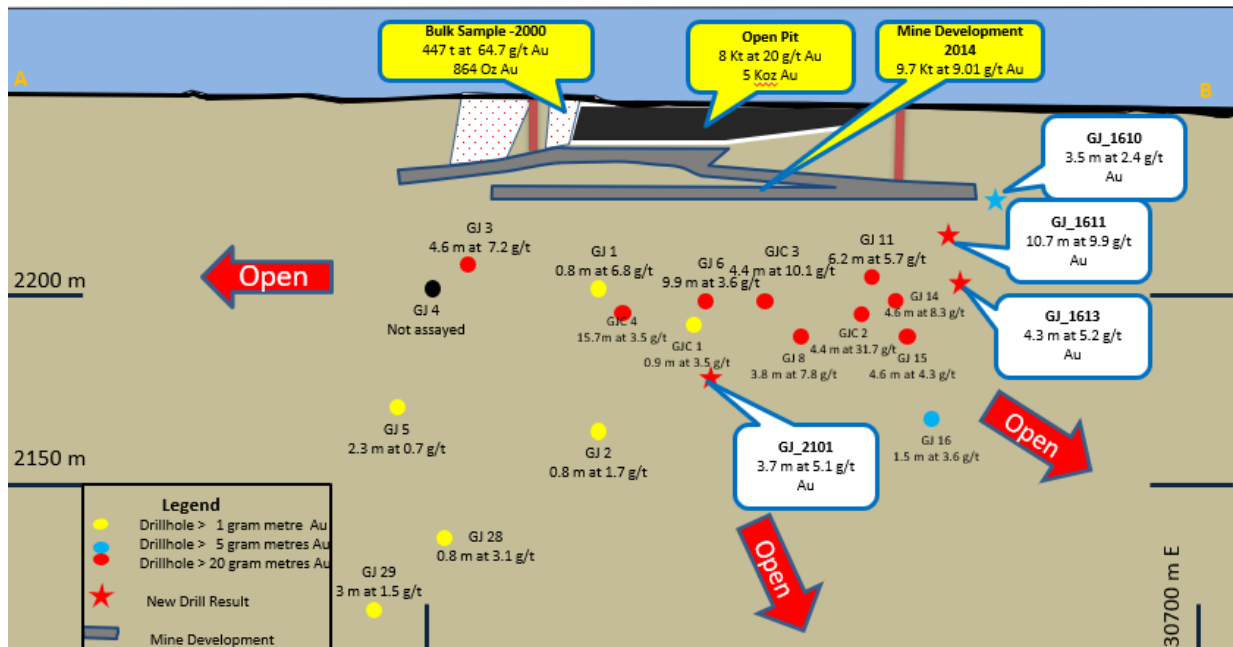 Bulk Sample -2000
447 t at 64.7 g/t Au
864 Oz Au
Open Pit
8 Kt at 20 g/t Au
5 Koz Au
Mine Development
2014
9.7 Kt at 9.01 g/t Au
A
B
GJ_1610
3.5 m at 2.4 g/t
Au
GJ_1611
10.7 m at 9.9 g/t
Au
GJ 3
4.6 m at 7.2 g/t
GJ 1
0.8 m at 6.8 g/t
GJ 6
9.9 m at 3.6 g/t
GJC 3
4.4 m at 10.1 g/t
GJ 11
6.2 m at 5.7 g/t
Open
2200 m
GJ 4
Not assayed
GJC 4
15.7m at 3.5 g/t
GJC 1
0.9 m at 3.5 g/t
GJ 8
3.8 m at 7.8 g/t
GJC 2
4.4 m at 31.7 g/t
GJ 14
4.6 m at 8.3 g/t
GJ 15
4.6 m at 4.3 g/t
GJ_1613
4.3 m at 5.2 g/t
Au
GJ 5
2.3 m at 0.7 g/t
GJ 2
0.8 m at 1.7 g/t
GJ_2101
3.7 m at 5.1 g/t
Au
GJ 16
1.5 m at 3.6 g/t
Open
2150 m
Legend
Drillhole > 1 gram metre Au
Drillhole > 5 gram metres Au
Drillhole > 20 gram metres Au
New Drill Result
Mine Development
GJ 28
0.8 m at 3.1 g/t
GJ 29
3 m at 1.5 g/t
Open
30700 m E